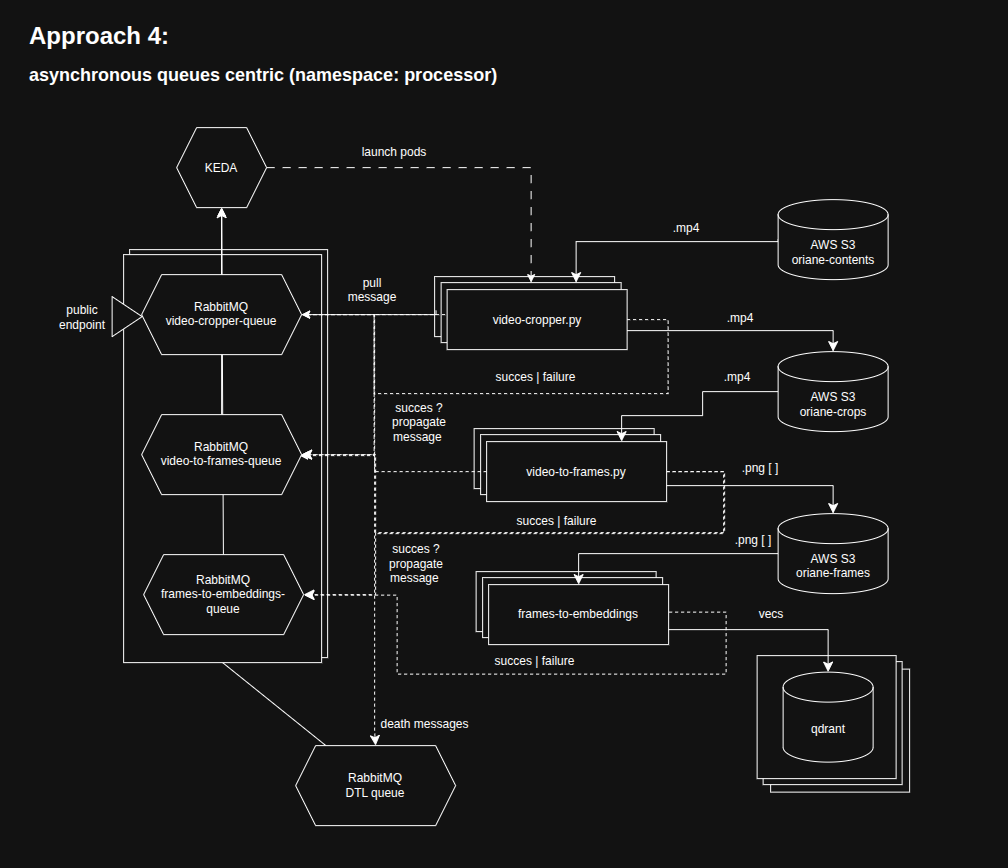 Approach 4:
asynchronous queues centric (namespace: processor)
KEDA
launch pods
.mp4
AWS S3
oriane-contents
public
endpoint
RabbitMQ
video-cropper-queue
pull
message
video-cropper.py
.mp4
succes | failure
.mp4
AWS S3
oriane-crops
succes ?
propagate
message
RabbitMQ
video-to-frames-queue
video-to-frames.py
.png [ ]
succes | failure
.png [ ]
AWS S3
oriane-frames
succes ?
propagate
message
RabbitMQ
frames-to-embeddings-
queue
frames-to-embeddings
vecs
succes | failure
death messages
qdrant
RabbitMQ
DTL queue